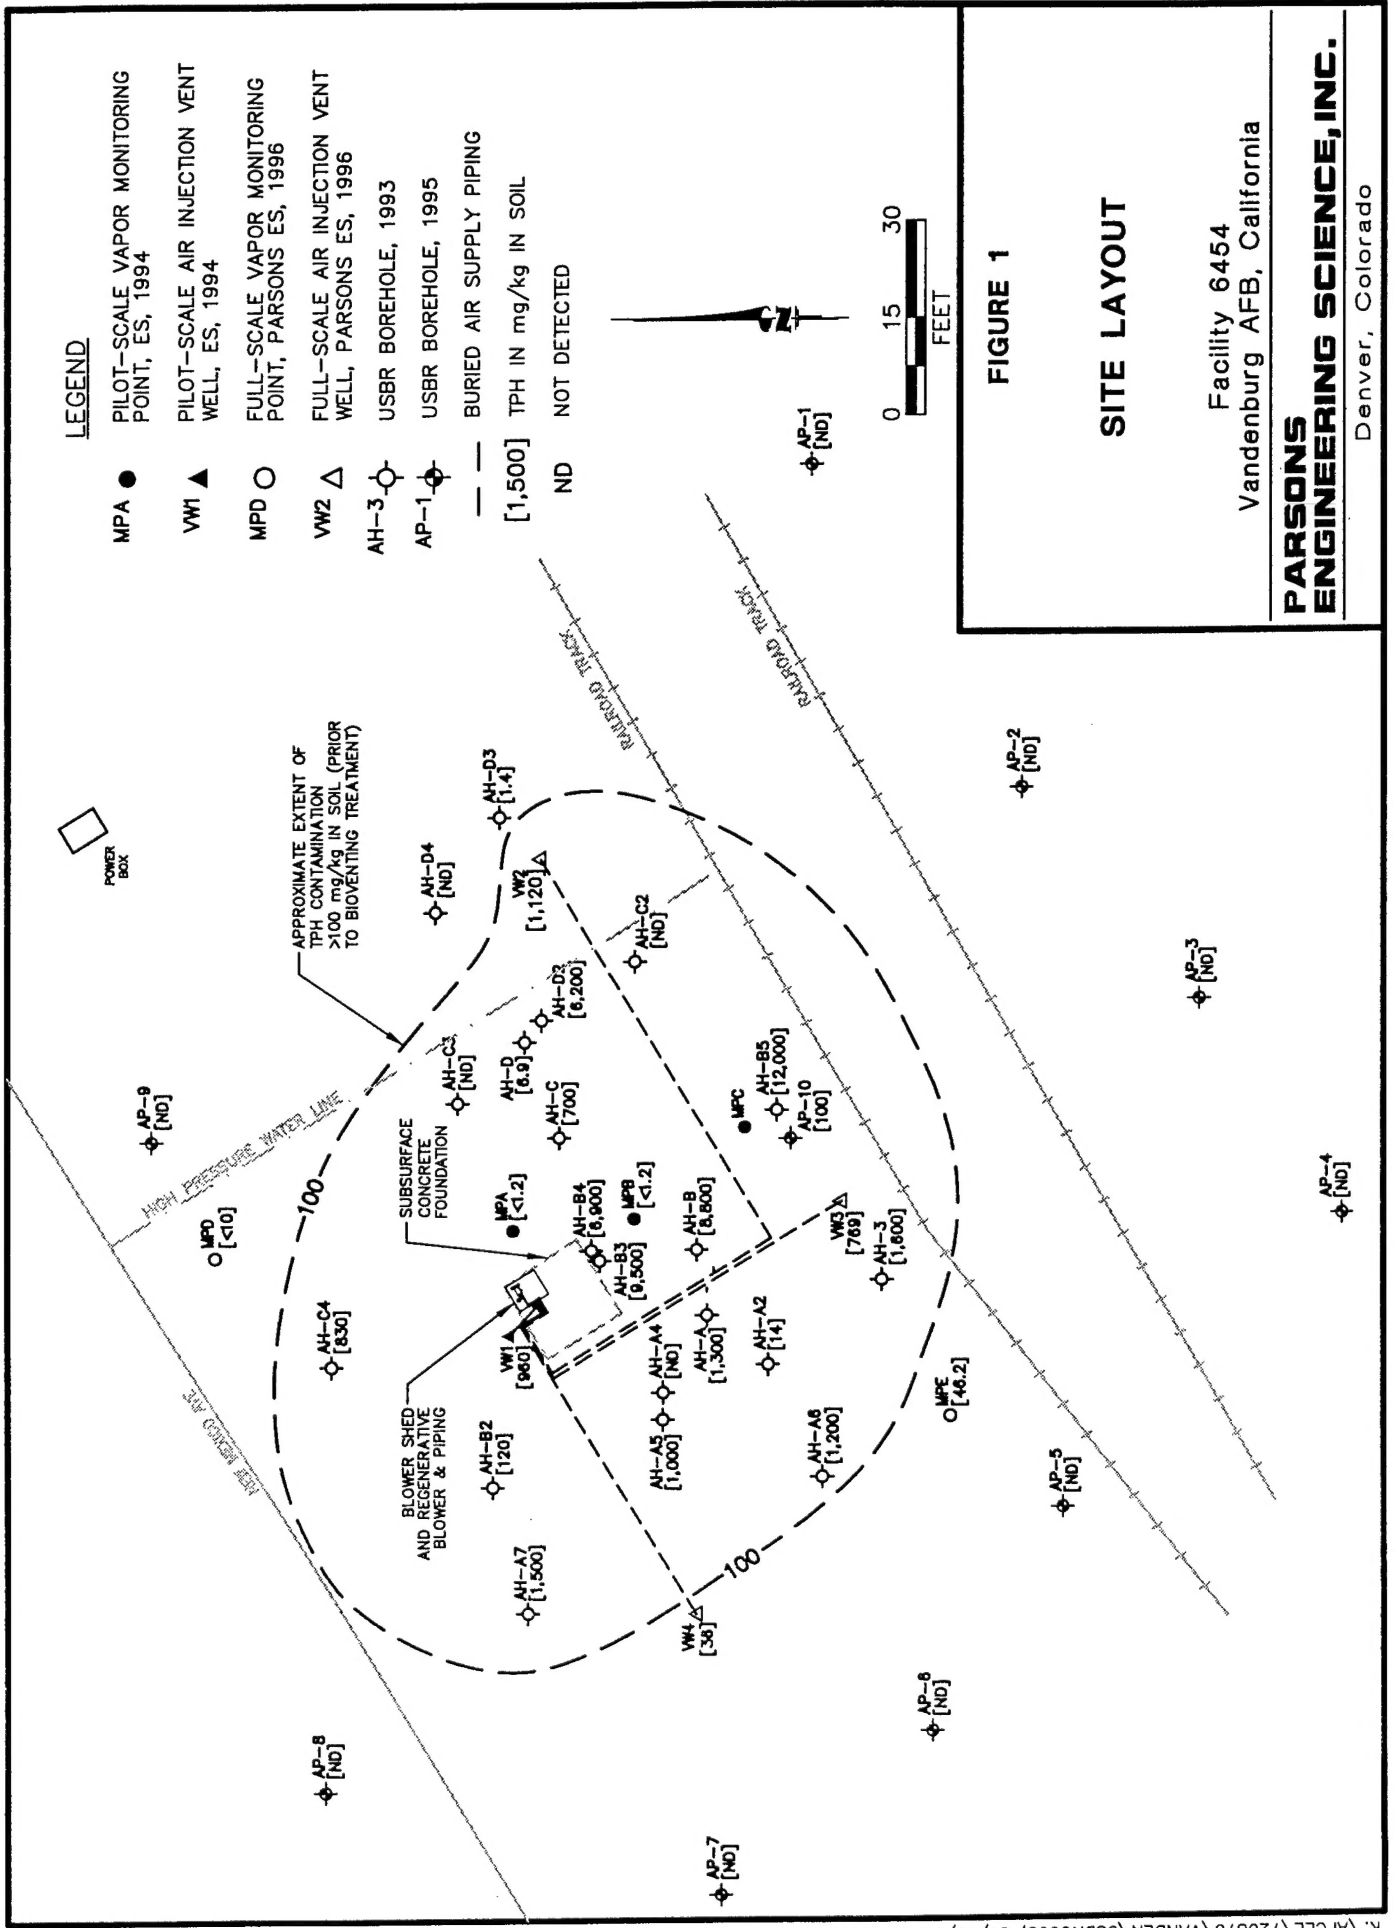 LEGEND
MPA
PILOT-SCALE VAPOR MONITORING
POINT, ES, 1994
VW1
PILOT-SCALE AIR INJECTION VENT
WELL, ES, 1994
MPD
FULL-SCALE VAPOR MONITORING
POINT, PARSONS ES, 1996
VW2
FULL-SCALE AIR INJECTION VENT
WELL, PARSONS ES, 1996
AH-3
USBR BOREHOLE, 1993
AP-1
USBR BOREHOLE, 1995
BURIED AIR SUPPLY PIPING
[1,500]
TPH IN mg/kg IN SOIL
ND
NOT DETECTED
N
0
15
30
FEET
FIGURE 1
SITE LAYOUT
Facility 6454
Vandenburg AFB, California
PARSONS
ENGINEERING SCIENCE, INC.
Denver, Colorado
POWER
BOX
APPROXIMATE EXTENT OF
TPH CONTAMINATION
>100 mg/kg IN SOIL (PRIOR
TO BIOVENTING TREATMENT)
NEW MEXICO AVE
HIGH PRESSURE WATER LINE
RAILROAD TRACK
RAILROAD TRACK
SUBSURFACE
CONCRETE
FOUNDATION
BLOWER SHED
AND REGENERATIVE
BLOWER & PIPING
100
100
AP-8
[ND]
AP-9
[ND]
MPD
[<10]
AH-C4
[830]
AH-B2
[120]
AH-A7
[1,500]
VW1
[960]
MPA
[<1.2]
AH-B4
[6,900]
AH-B3
[9,500]
MPB
[<1.2]
AH-C3
[ND]
AH-D
[6.9]
AH-D2
[6,200]
AH-C
[700]
AH-D4
[ND]
AH-D3
[1.4]
VW2
[1,120]
AH-C2
[ND]
AH-B
[8,800]
MPC
AH-B5
[12,000]
AP-10
[100]
AH-A4
[ND]
AH-A5
[1,000]
AH-A
[1,300]
AH-A2
[14]
AH-A6
[1,200]
VW3
[769]
AH-3
[1,600]
VW4
[38]
MPE
[46.2]
AP-7
[ND]
AP-6
[ND]
AP-5
[ND]
AP-4
[ND]
AP-3
[ND]
AP-2
[ND]
AP-1
[ND]